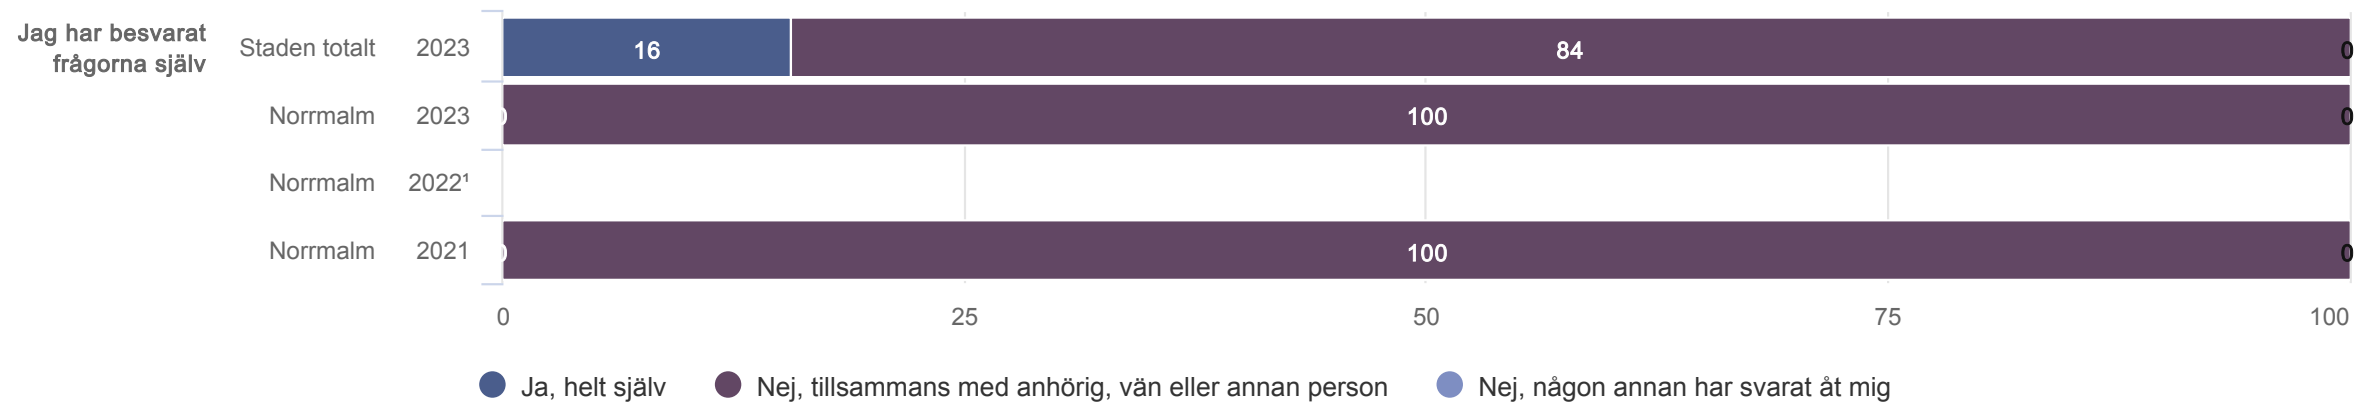 Jag har besvarat
frågorna själv
Staden totalt 2023 16 84 0
Norrmalm 2023 0 100 0
Norrmalm 2022¹
Norrmalm 2021 0 100 0
0 25 50 75 100
Ja, helt själv Nej, tillsammans med anhörig, vän eller annan person Nej, någon annan har svarat åt mig